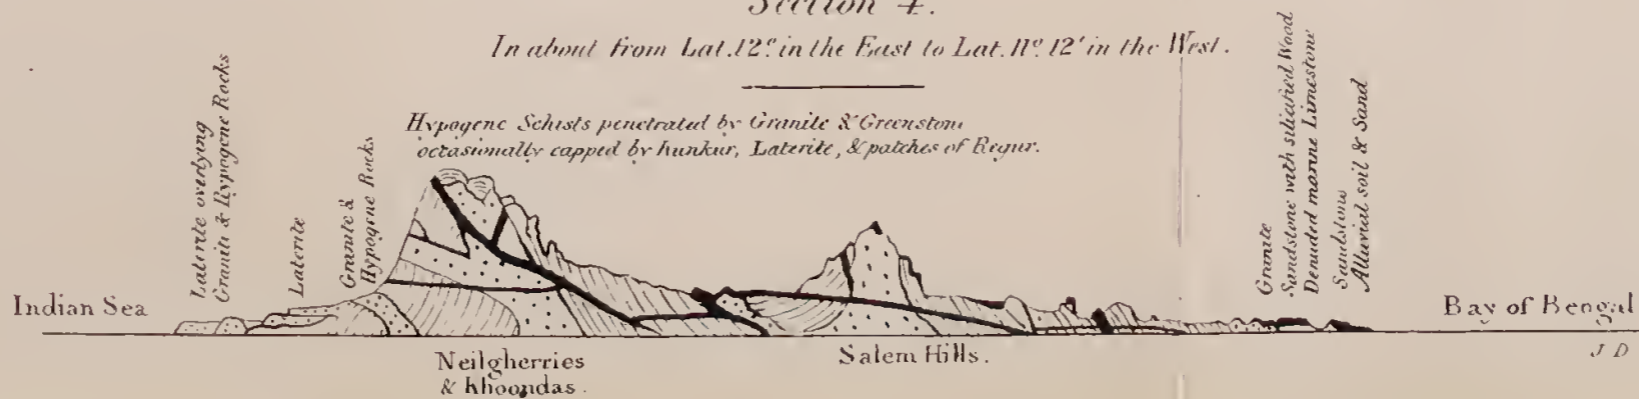 Section 4.
In about from Lat. 12° in the East to Lat. 11° 12' in the West.
Hypogene Schists penetrated by Granite & Greenstone
occasionally capped by Kunkur, Laterite, & patches of Regur.
Laterite overlying
Granite & Hypogene Rocks
Laterite
Granite &
Hypogene Rocks
Granite
Sandstone with silicified Wood
Denuded marine Limestone
Sandstone
Alluvial soil & Sand
Indian Sea
Bay of Bengal
Neilgherries
& Khoondas.
Salem Hills.
J D